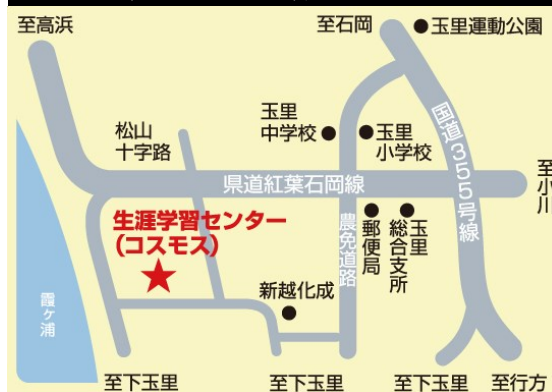 至高浜
至石岡
玉里運動公園
国道355号線
松山
十字路
玉里
中学校
玉里
小学校
至小川
県道紅葉石岡線
生涯学習センター
(コスモス)
農免道路
郵便局
玉里
総合支所
新越化成
霞ヶ浦
至下玉里
至下玉里
至下玉里
至行方